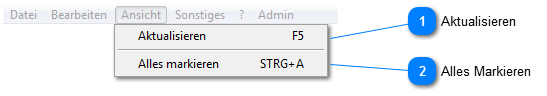 Datei Bearbeiten Ansicht Sonstiges ? Admin
Aktualisieren F5
Alles markieren STRG+A
1 Aktualisieren
2 Alles Markieren